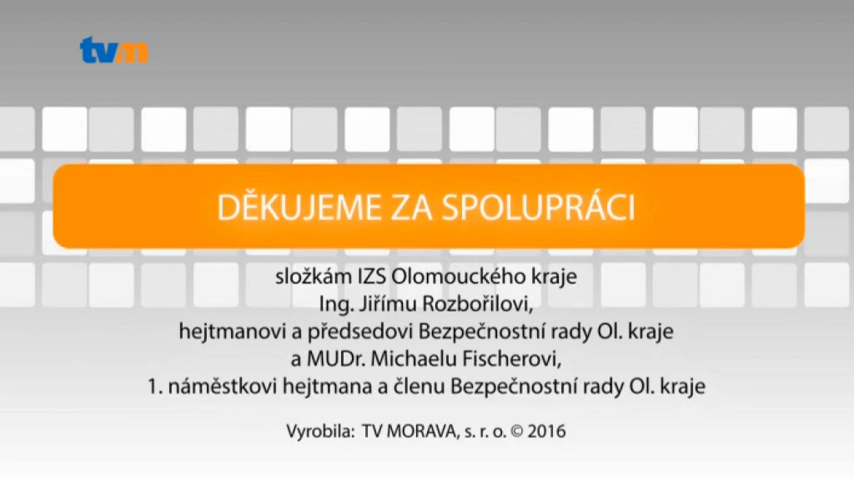 tvm
DĚKUJEME ZA SPOLUPRÁCI
složkám IZS Olomouckého kraje
Ing. Jiřímu Rozbořilovi,
hejtmanovi a předsedovi Bezpečnostní rady Ol. kraje
a MUDr. Michaelu Fischerovi,
1. náměstkovi hejtmana a členu Bezpečnostní rady Ol. kraje
Vyrobila: TV MORAVA, s. r. o. © 2016